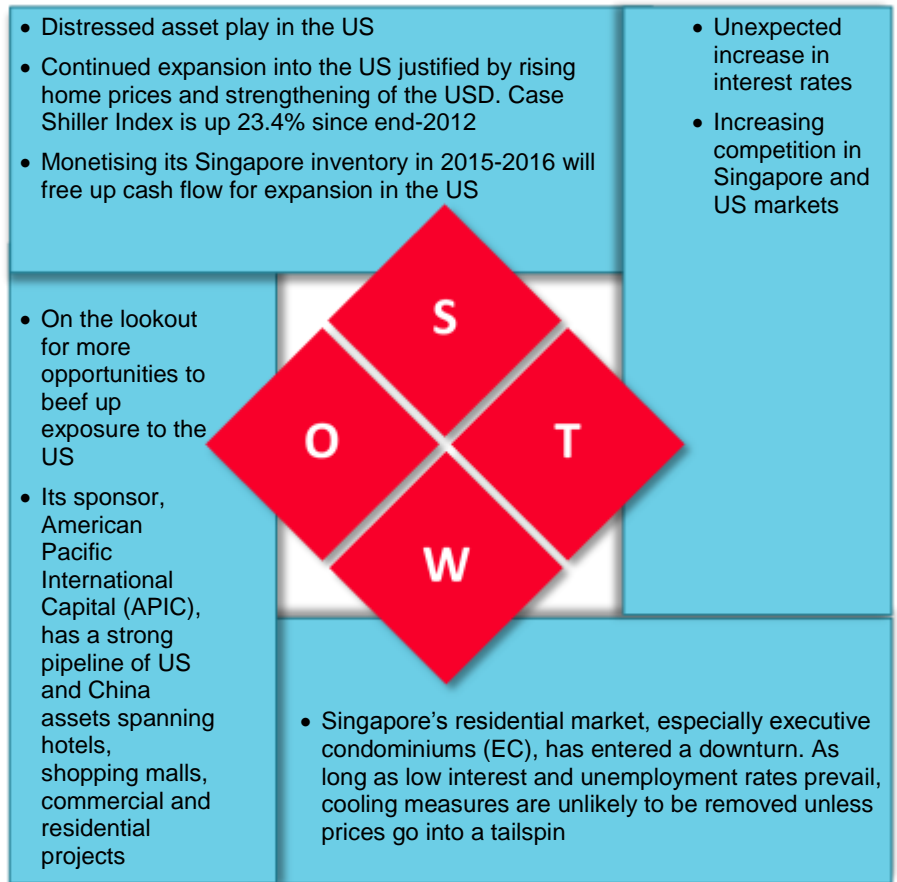 • Distressed asset play in the US
• Continued expansion into the US justified by rising
home prices and strengthening of the USD. Case
Shiller Index is up 23.4% since end-2012
• Monetising its Singapore inventory in 2015-2016 will
free up cash flow for expansion in the US
• Unexpected
increase in
interest rates
• Increasing
competition in
Singapore and
US markets
S
O
T
W
• On the lookout
for more
opportunities to
beef up
exposure to the
US
• Its sponsor,
American
Pacific
International
Capital (APIC),
has a strong
pipeline of US
and China
assets spanning
hotels,
shopping malls,
commercial and
residential
projects
• Singapore’s residential market, especially executive
condominiums (EC), has entered a downturn. As
long as low interest and unemployment rates prevail,
cooling measures are unlikely to be removed unless
prices go into a tailspin